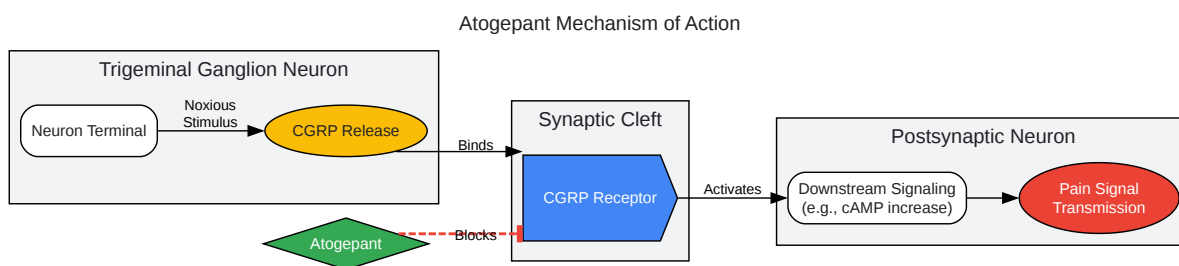 Atogepant Mechanism of Action
Trigeminal Ganglion Neuron
Neuron Terminal
Noxious
Stimulus
CGRP Release
Binds
Synaptic Cleft
CGRP Receptor
Activates
Postsynaptic Neuron
Downstream Signaling
(e.g., cAMP increase)
Pain Signal
Transmission
Atogepant
Blocks